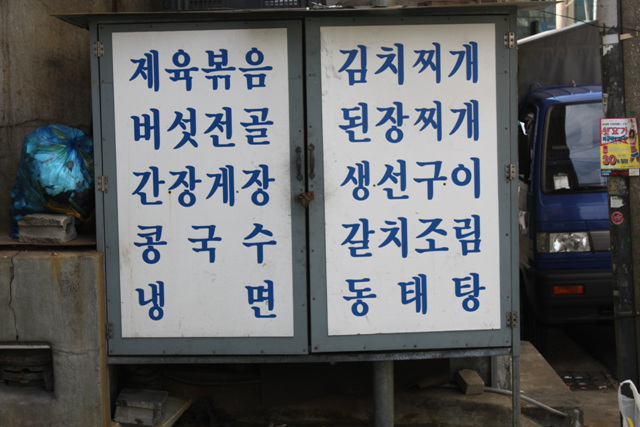 제육볶음
버섯전골
간장게장
콩국수
냉면
김치찌개
된장찌개
생선구이
갈치조림
동태탕
30%